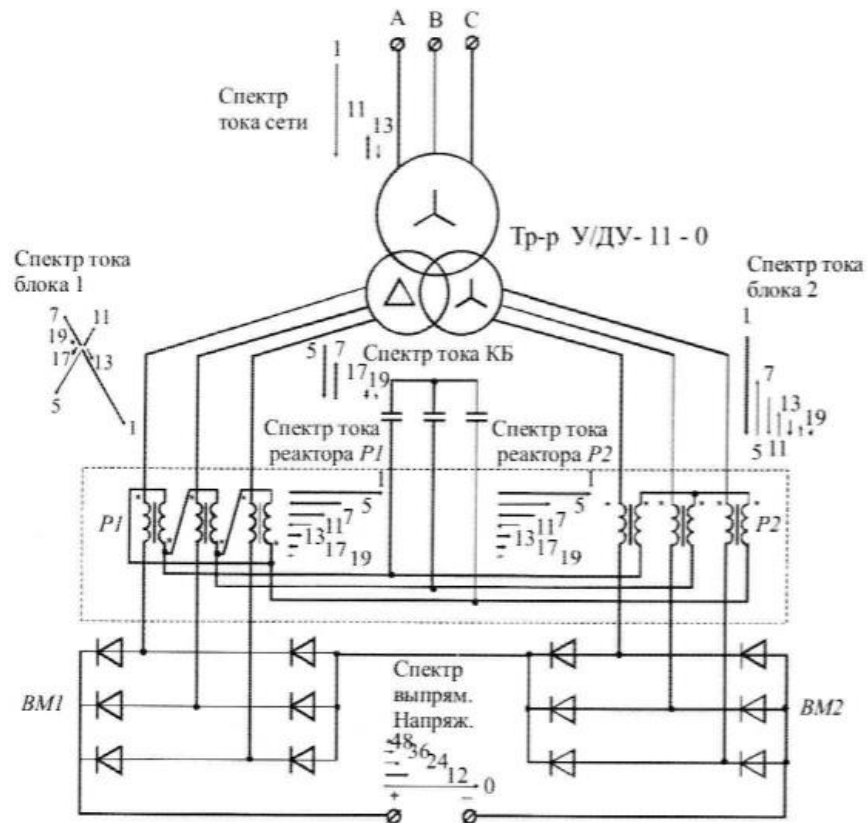 A B C
1
Спектр
тока сети
11
13
Тр-р У/ДУ- 11 - 0
Спектр тока
блока 1
7 11
19
17 13
5
1
Спектр тока
блока 2
1
7
13
19
5 11
5 7
17
19
Спектр тока КБ
Спектр тока
реактора P1
1
5
7
11
13
17
19
Спектр тока
реактора P2
1
5
7
11
13
17
19
P1
P2
BM1
BM2
Спектр
выпрям.
Напряж.
48
36
24
12
0
+ −